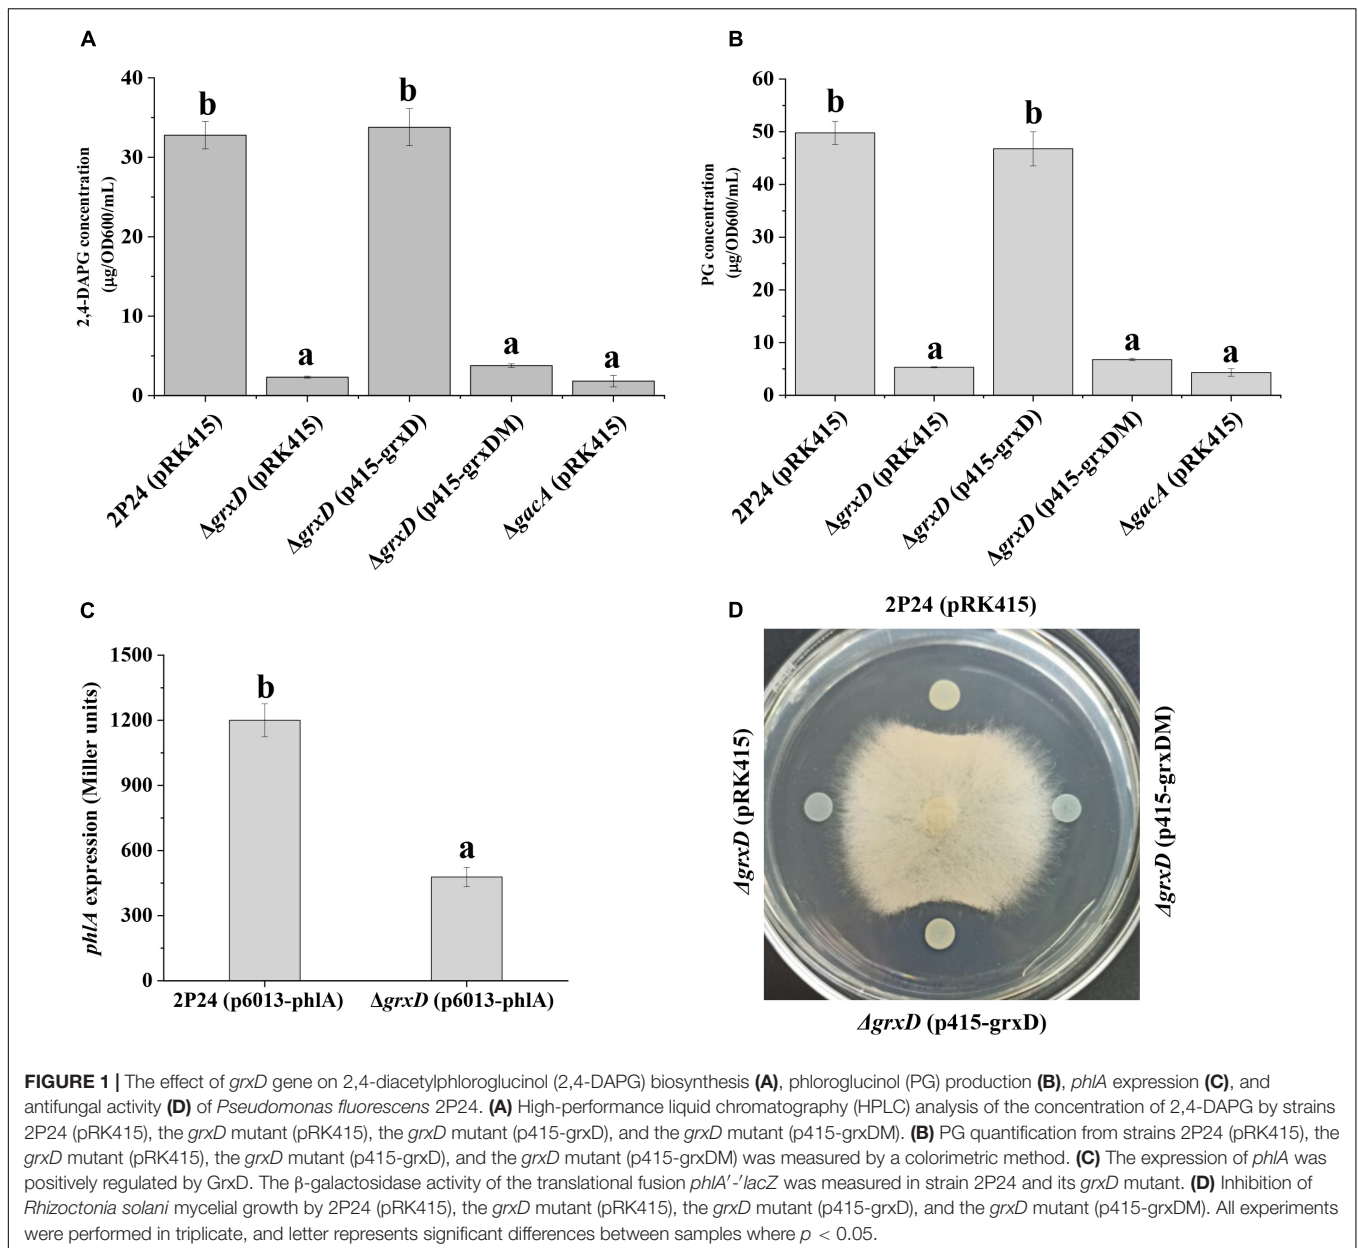 A
40
30
20
10
0
2,4-DAPG concentration
(µg/OD600/mL)
b
a
b
a
a
2P24 (pRK415)
ΔgrxD (pRK415)
ΔgrxD (p415-grxD)
ΔgrxD (p415-grxDM)
ΔgacA (pRK415)
B
60
50
40
30
20
10
0
PG concentration
(µg/OD600/mL)
b
a
b
a
a
2P24 (pRK415)
ΔgrxD (pRK415)
ΔgrxD (p415-grxD)
ΔgrxD (p415-grxDM)
ΔgacA (pRK415)
C
1500
1200
900
600
300
0
phlA expression (Miller units)
b
a
2P24 (p6013-phlA)
ΔgrxD (p6013-phlA)
D
2P24 (pRK415)
ΔgrxD (pRK415)
ΔgrxD (p415-grxDM)
ΔgrxD (p415-grxD)
FIGURE 1 | The effect of grxD gene on 2,4-diacetylphloroglucinol (2,4-DAPG) biosynthesis (A), phloroglucinol (PG) production (B), phlA expression (C), and
antifungal activity (D) of Pseudomonas fluorescens 2P24. (A) High-performance liquid chromatography (HPLC) analysis of the concentration of 2,4-DAPG by strains
2P24 (pRK415), the grxD mutant (pRK415), the grxD mutant (p415-grxD), and the grxD mutant (p415-grxDM). (B) PG quantification from strains 2P24 (pRK415), the
grxD mutant (pRK415), the grxD mutant (p415-grxD), and the grxD mutant (p415-grxDM) was measured by a colorimetric method. (C) The expression of phlA was
positively regulated by GrxD. The β-galactosidase activity of the translational fusion phlA′-′lacZ was measured in strain 2P24 and its grxD mutant. (D) Inhibition of
Rhizoctonia solani mycelial growth by 2P24 (pRK415), the grxD mutant (pRK415), the grxD mutant (p415-grxD), and the grxD mutant (p415-grxDM). All experiments
were performed in triplicate, and letter represents significant differences between samples where p < 0.05.